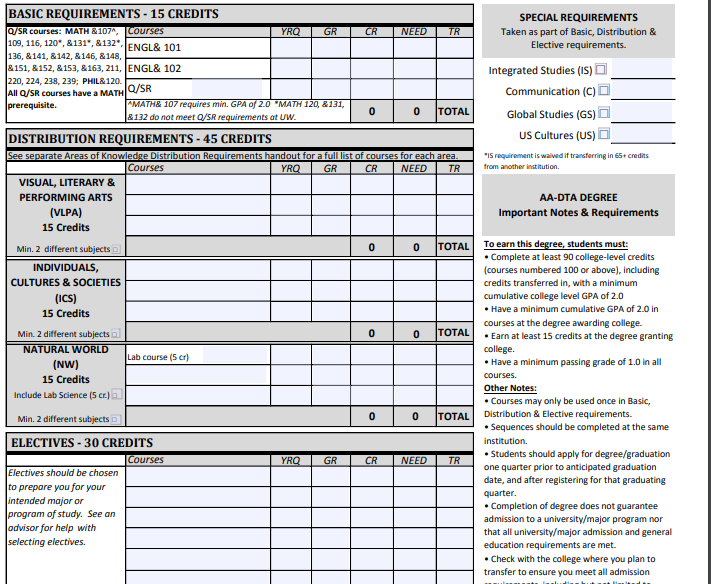 BASIC REQUIREMENTS - 15 CREDITS
Q/SR courses: MATH &107^,
109, 116, 120*, &131*, &132*,
136, &141, &142, &146, &148,
&151, &152, &153, &163, 211,
220, 224, 238, 239; PHIL&120.
All Q/SR courses have a MATH
prerequisite.
Courses YRQ GR CR NEED TR
ENGL& 101
ENGL& 102
Q/SR
^MATH& 107 requires min. GPA of 2.0 *MATH 120, &131,
&132 do not meet Q/SR requirements at UW.
0 0 TOTAL
DISTRIBUTION REQUIREMENTS - 45 CREDITS
See separate Areas of Knowledge Distribution Requirements handout for a full list of courses for each area.
Courses YRQ GR CR NEED TR
VISUAL, LITERARY &
PERFORMING ARTS
(VLPA)
15 Credits
Min. 2 different subjects
0 0 TOTAL
INDIVIDUALS,
CULTURES & SOCIETIES
(ICS)
15 Credits
Min. 2 different subjects
0 0 TOTAL
NATURAL WORLD
(NW)
15 Credits
Include Lab Science (5 cr.)
Min. 2 different subjects
Lab course (5 cr)
0 0 TOTAL
ELECTIVES - 30 CREDITS
Courses YRQ GR CR NEED TR
Electives should be chosen
to prepare you for your
intended major or
program of study. See an
advisor for help with
selecting electives.
SPECIAL REQUIREMENTS
Taken as part of Basic, Distribution &
Elective requirements.
Integrated Studies (IS)
Communication (C)
Global Studies (GS)
US Cultures (US)
*IS requirement is waived if transferring in 65+ credits
from another institution.
AA-DTA DEGREE
Important Notes & Requirements
To earn this degree, students must:
• Complete at least 90 college-level credits
(courses numbered 100 or above), including
credits transferred in, with a minimum
cumulative college level GPA of 2.0
• Have a minimum cumulative GPA of 2.0 in
courses at the degree awarding college.
• Earn at least 15 credits at the degree granting
college.
• Have a minimum passing grade of 1.0 in all
courses.
Other Notes:
• Courses may only be used once in Basic,
Distribution & Elective requirements.
• Sequences should be completed at the same
institution.
• Students should apply for degree/graduation
one quarter prior to anticipated graduation
date, and after registering for that graduating
quarter.
• Completion of degree does not guarantee
admission to a university/major program nor
that all university/major admission and general
education requirements are met.
• Check with the college where you plan to
transfer to ensure you meet all admission
requirements, including but not limited to